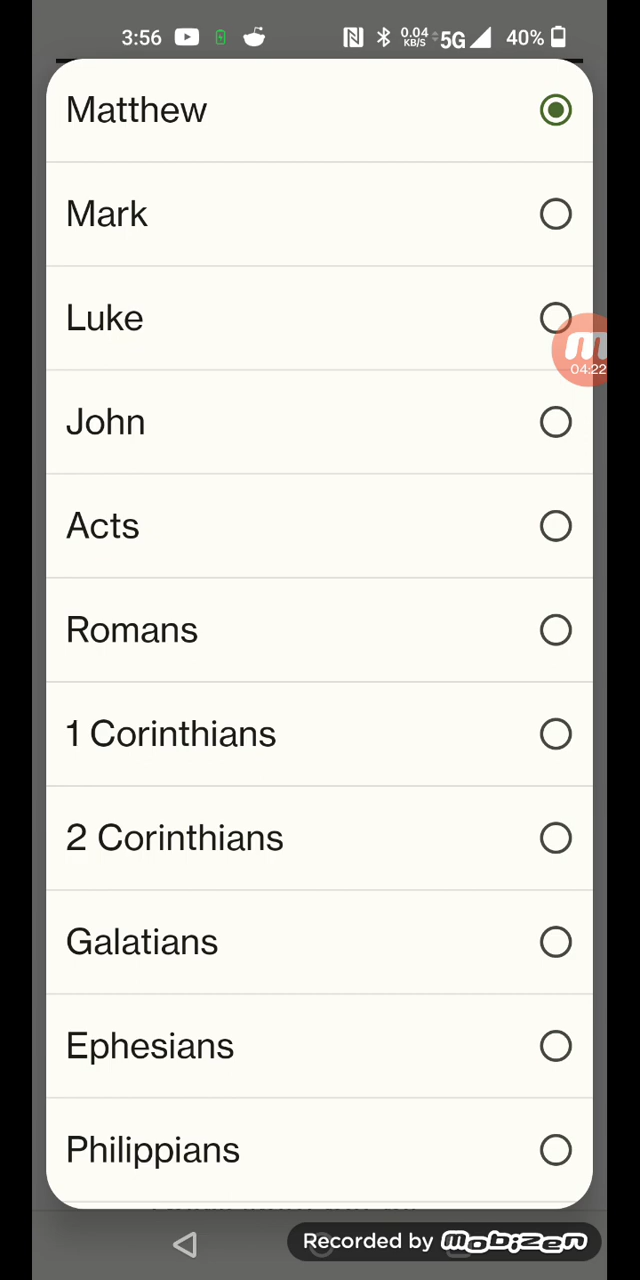 3:56 0.04 KB/S 5G 40%
Matthew
Mark
Luke
04:22
John
Acts
Romans
1 Corinthians
2 Corinthians
Galatians
Ephesians
Philippians
Recorded by mobizen